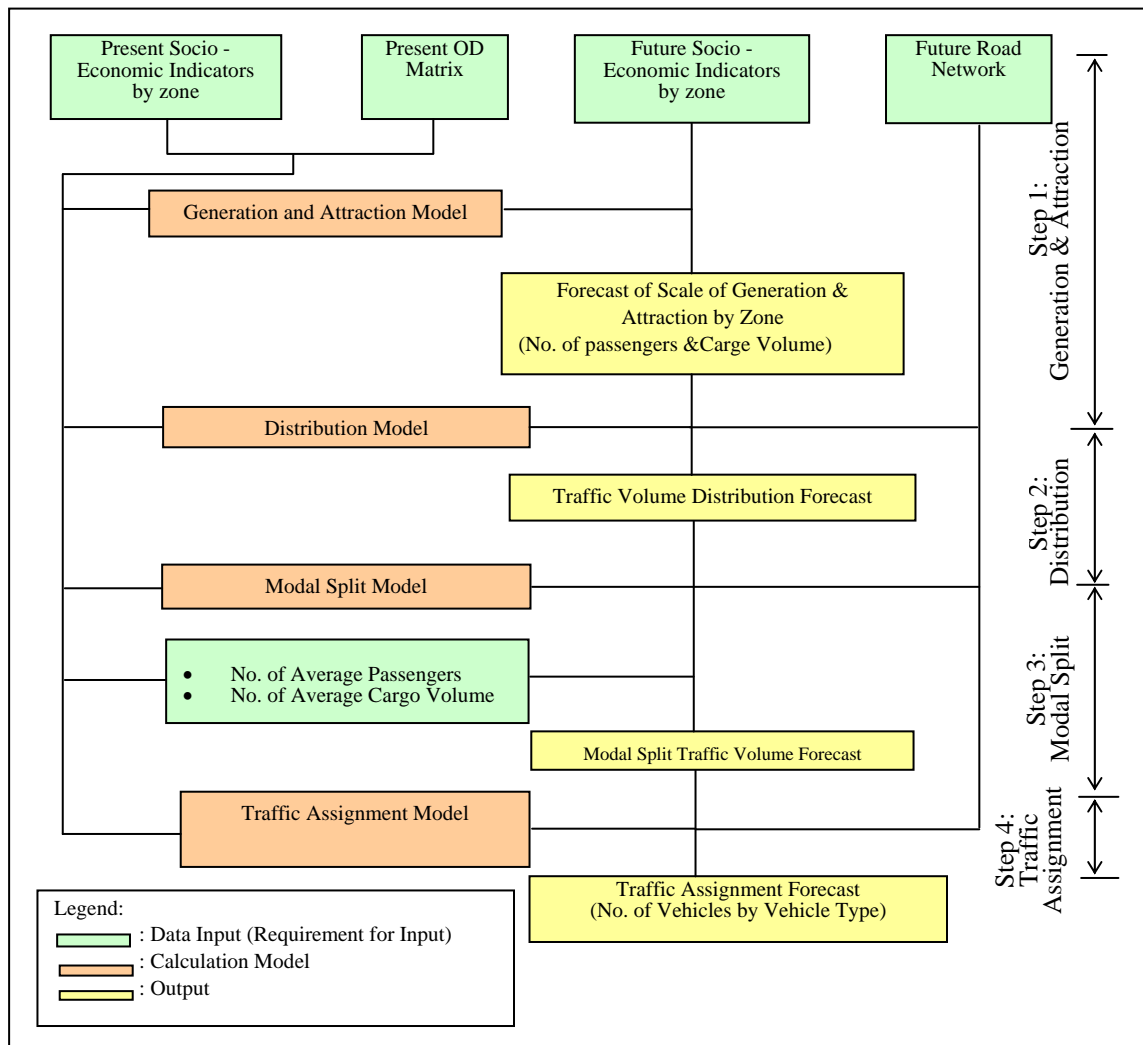 Present Socio -
Economic Indicators
by zone
Present OD
Matrix
Future Socio -
Economic Indicators
by zone
Future Road
Network
Step 1:
Generation & Attraction
Generation and Attraction Model
Forecast of Scale of Generation &
Attraction by Zone
(No. of passengers &Carge Volume)
Distribution Model
Step 2:
Distribution
Traffic Volume Distribution Forecast
Modal Split Model
Step 3:
Modal Split
• No. of Average Passengers
• No. of Average Cargo Volume
Modal Split Traffic Volume Forecast
Traffic Assignment Model
Step 4:
Traffic
Assignment
Traffic Assignment Forecast
(No. of Vehicles by Vehicle Type)
Legend:
: Data Input (Requirement for Input)
: Calculation Model
: Output